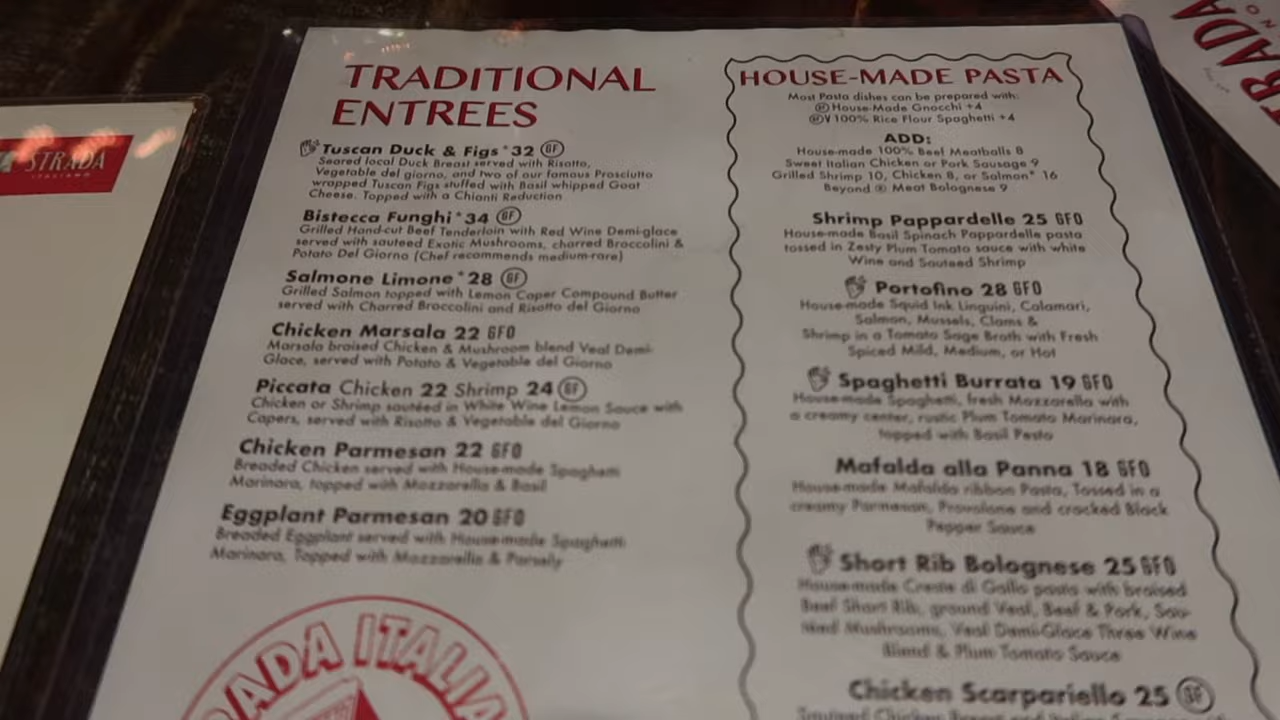 STRADA
ITALIANO
TRADITIONAL
ENTREES
Tuscan Duck & Figs *32 GF
Seared local Duck Breast served with Risotto,
Vegetable del giorno, and two of our famous Prosciutto
wrapped Tuscan Figs stuffed with Basil whipped Goat
Cheese. Topped with a Chianti Reduction
Bistecca Funghi *34 GF
Grilled Hand-cut Beef Tenderloin with Red Wine Demi-glace
served with sauteed Exotic Mushrooms, charred Broccolini &
Potato Del Giorno (Chef recommends medium-rare)
Salmone Limone *28 GF
Grilled Salmon topped with Lemon Caper Compound Butter
served with Charred Broccolini and Risotto del Giorno
Chicken Marsala 22 GFO
Marsala braised Chicken & Mushroom blend Veal Demi-
Glace, served with Potato & Vegetable del Giorno
Piccata Chicken 22 Shrimp 24 GF
Chicken or Shrimp sautéed in White Wine Lemon Sauce with
Capers, served with Risotto & Vegetable del Giorno
Chicken Parmesan 22 GFO
Breaded Chicken served with House-made Spaghetti
Marinara, topped with Mozzarella & Basil
Eggplant Parmesan 20 GFO
Breaded Eggplant served with House-made Spaghetti
Marinara, Topped with Mozzarella & Parsely
RADA ITALIA
HOUSE-MADE PASTA
Most Pasta dishes can be prepared with:
GF House-Made Gnocchi +4
GF V 100% Rice Flour Spaghetti +4
ADD:
House-made 100% Beef Meatballs 8
Sweet Italian Chicken or Pork Sausage 9
Grilled Shrimp 10, Chicken 8, or Salmon* 16
Beyond ® Meat Bolognese 9
Shrimp Pappardelle 25 GFO
House-made Basil Spinach Pappardelle pasta
tossed in Zesty Plum Tomato sauce with white
Wine and Sauteed Shrimp
Portofino 28 GFO
House-made Squid Ink Linguini, Calamari,
Salmon, Mussels, Clams &
Shrimp in a Tomato Sage Broth with Fresh
Spiced Mild, Medium, or Hot
Spaghetti Burrata 19 GFO
House-made Spaghetti, fresh Mozzarella with
a creamy center, rustic Plum Tomato Marinara,
topped with Basil Pesto
Mafalda alla Panna 18 GFO
House-made Mafalda ribbon Pasta, Tossed in a
creamy Parmesan, Provolone and cracked Black
Pepper Sauce
Short Rib Bolognese 25 GFO
House-made Creste di Gallo pasta with braised
Beef Short Rib, ground Veal, Beef & Pork, Sau-
téed Mushrooms, Veal Demi-Glace Three Wine
Blend & Plum Tomato Sauce
Chicken Scarpariello 25 GF
TRADA